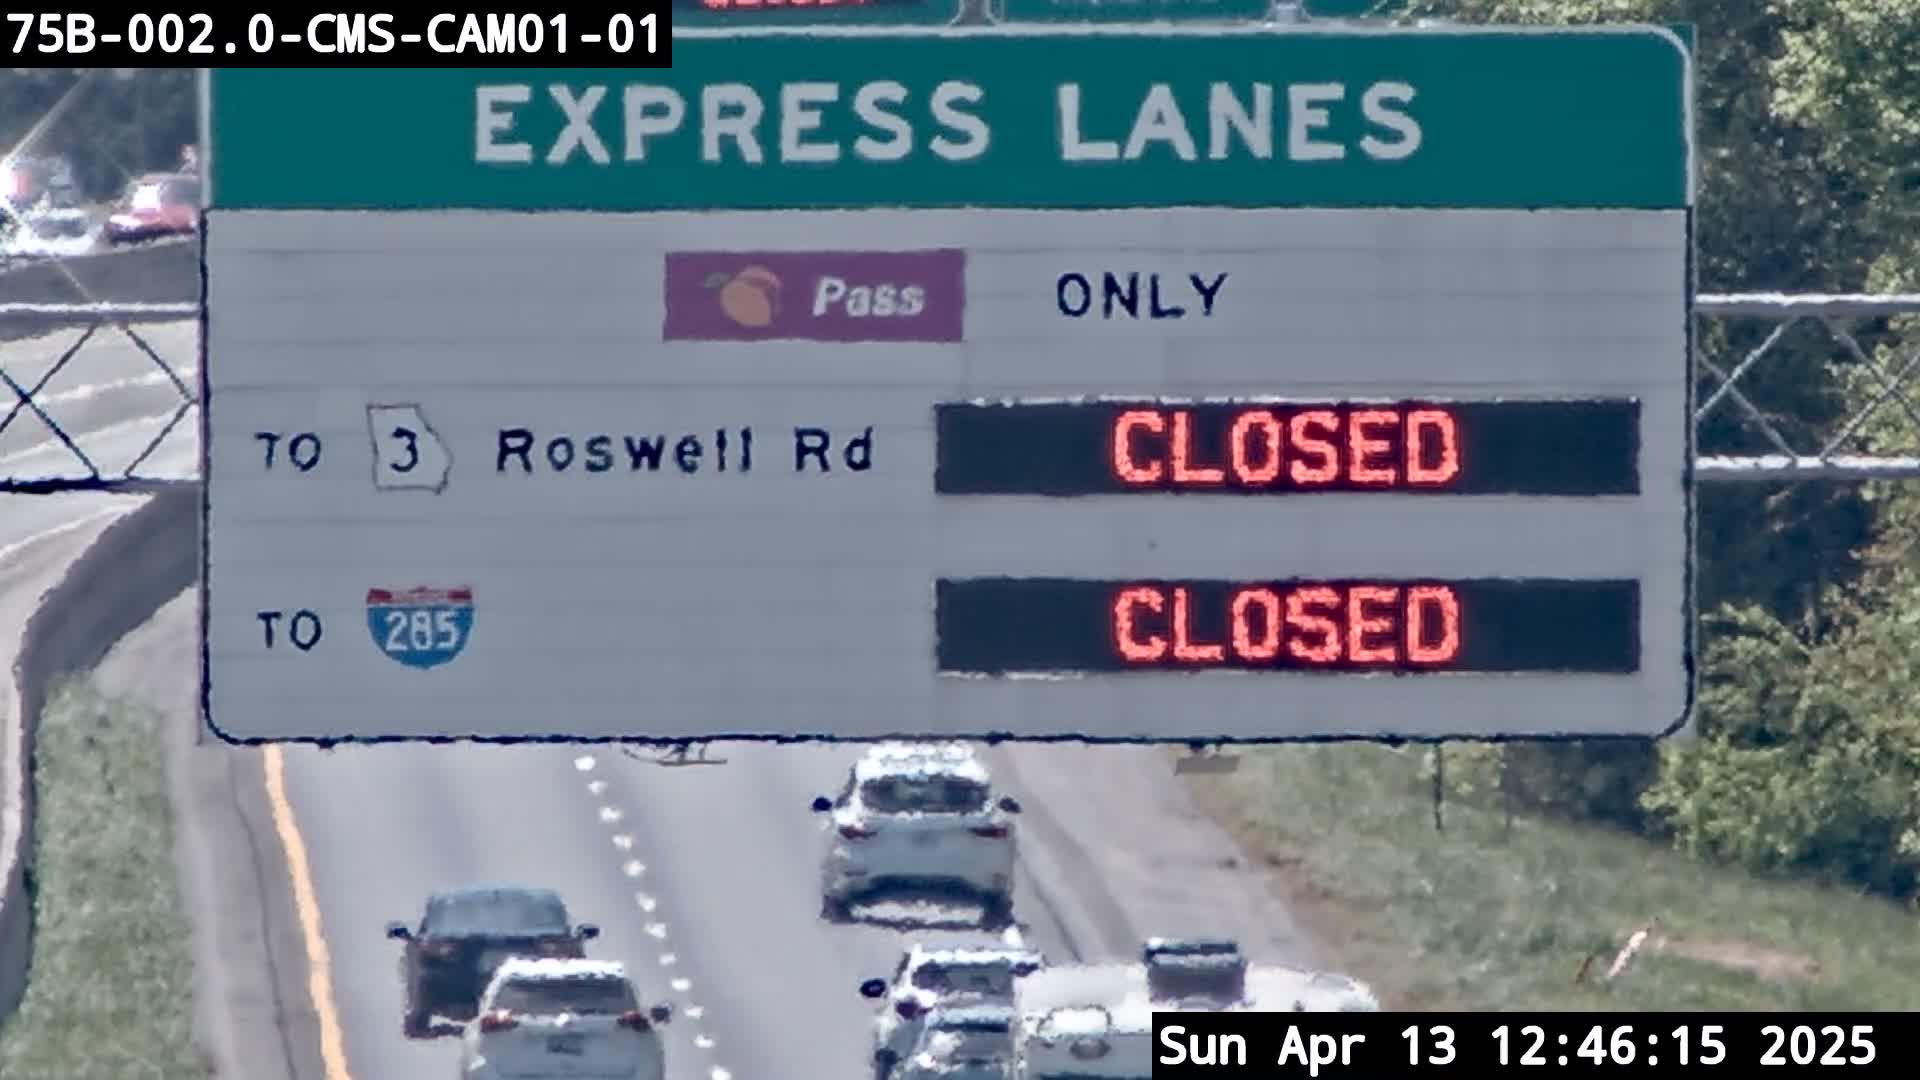 75B-002.0-CMS-CAM01-01
EXPRESS LANES
Pass ONLY
TO 3 Roswell Rd CLOSED
TO 285 CLOSED
Sun Apr 13 12:46:15 2025